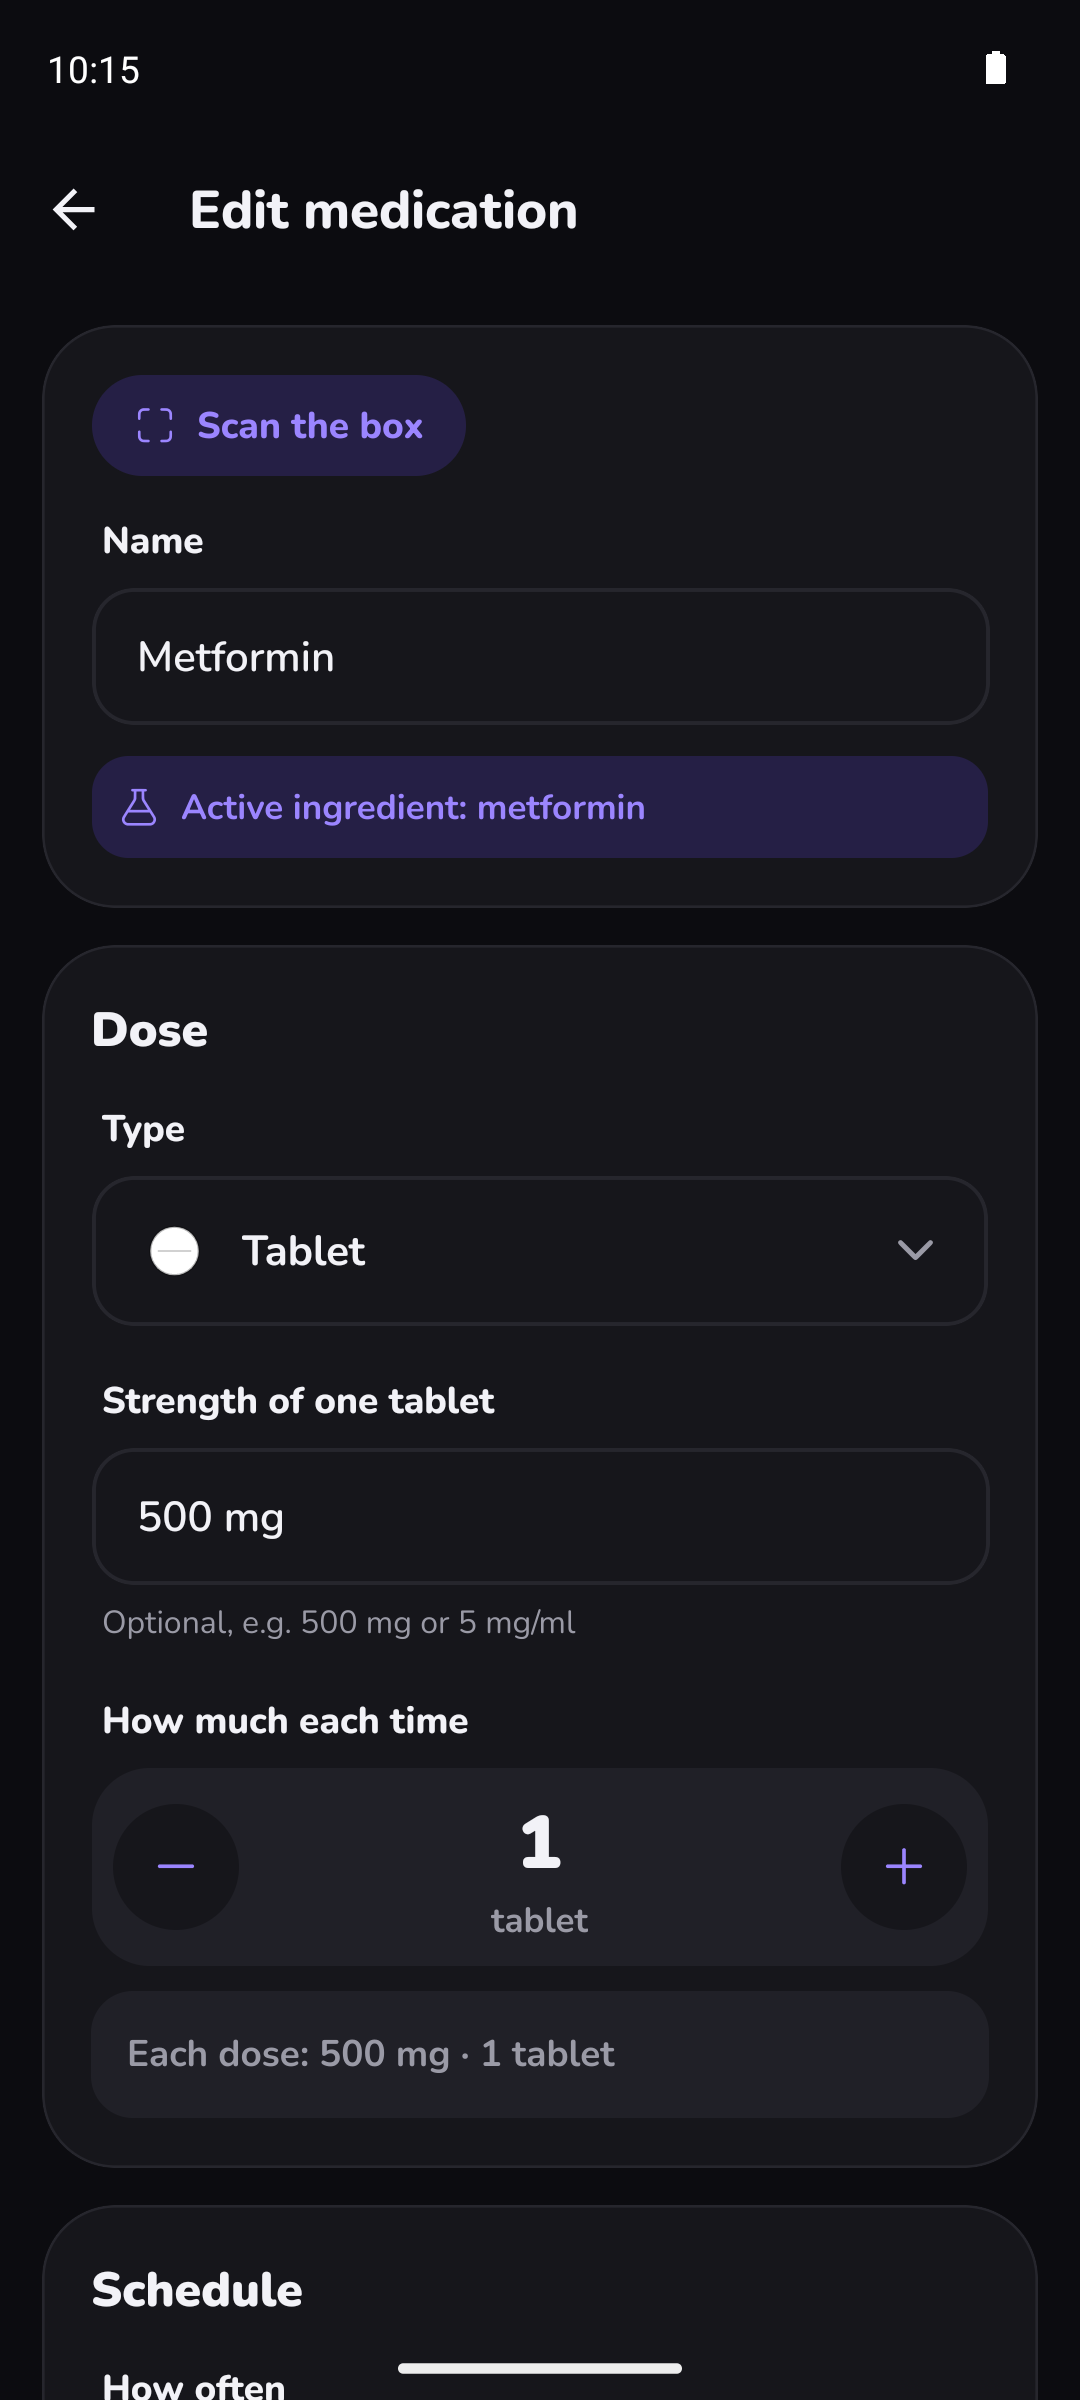 10:15
Edit medication
Scan the box
Name
Metformin
Active ingredient: metformin
Dose
Type
Tablet
Strength of one tablet
500 mg
Optional, e.g. 500 mg or 5 mg/ml
How much each time
1
tablet
Each dose: 500 mg · 1 tablet
Schedule
How often